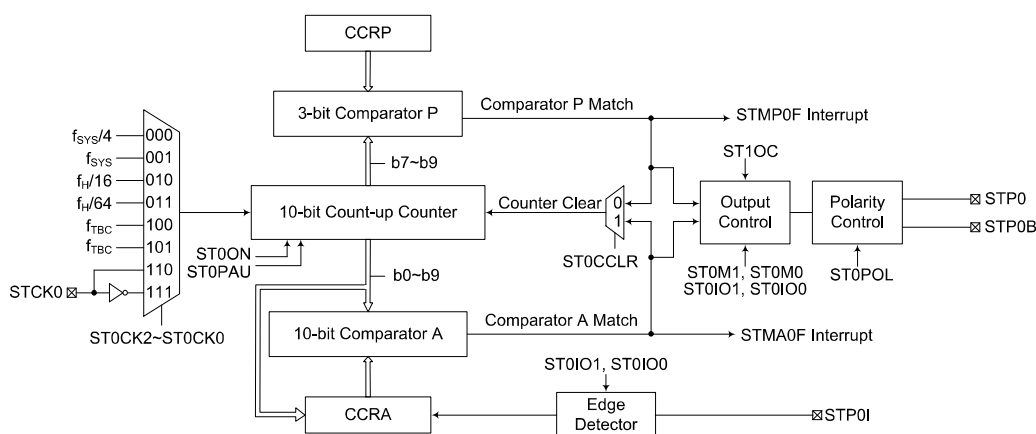 CCRP
3-bit Comparator P
Comparator P Match
STMP0F Interrupt
b7~b9
fSYS/4
000
fSYS
001
fH/16
010
fH/64
011
fTBC
100
fTBC
101
110
111
STCK0
ST0CK2~ST0CK0
10-bit Count-up Counter
ST0ON
ST0PAU
Counter Clear
0
1
ST0CCLR
ST1OC
Output
Control
ST0M1, ST0M0
ST0IO1, ST0IO0
Polarity
Control
ST0POL
STP0
STP0B
b0~b9
10-bit Comparator A
Comparator A Match
STMA0F Interrupt
CCRA
ST0IO1, ST0IO0
Edge
Detector
STP0I